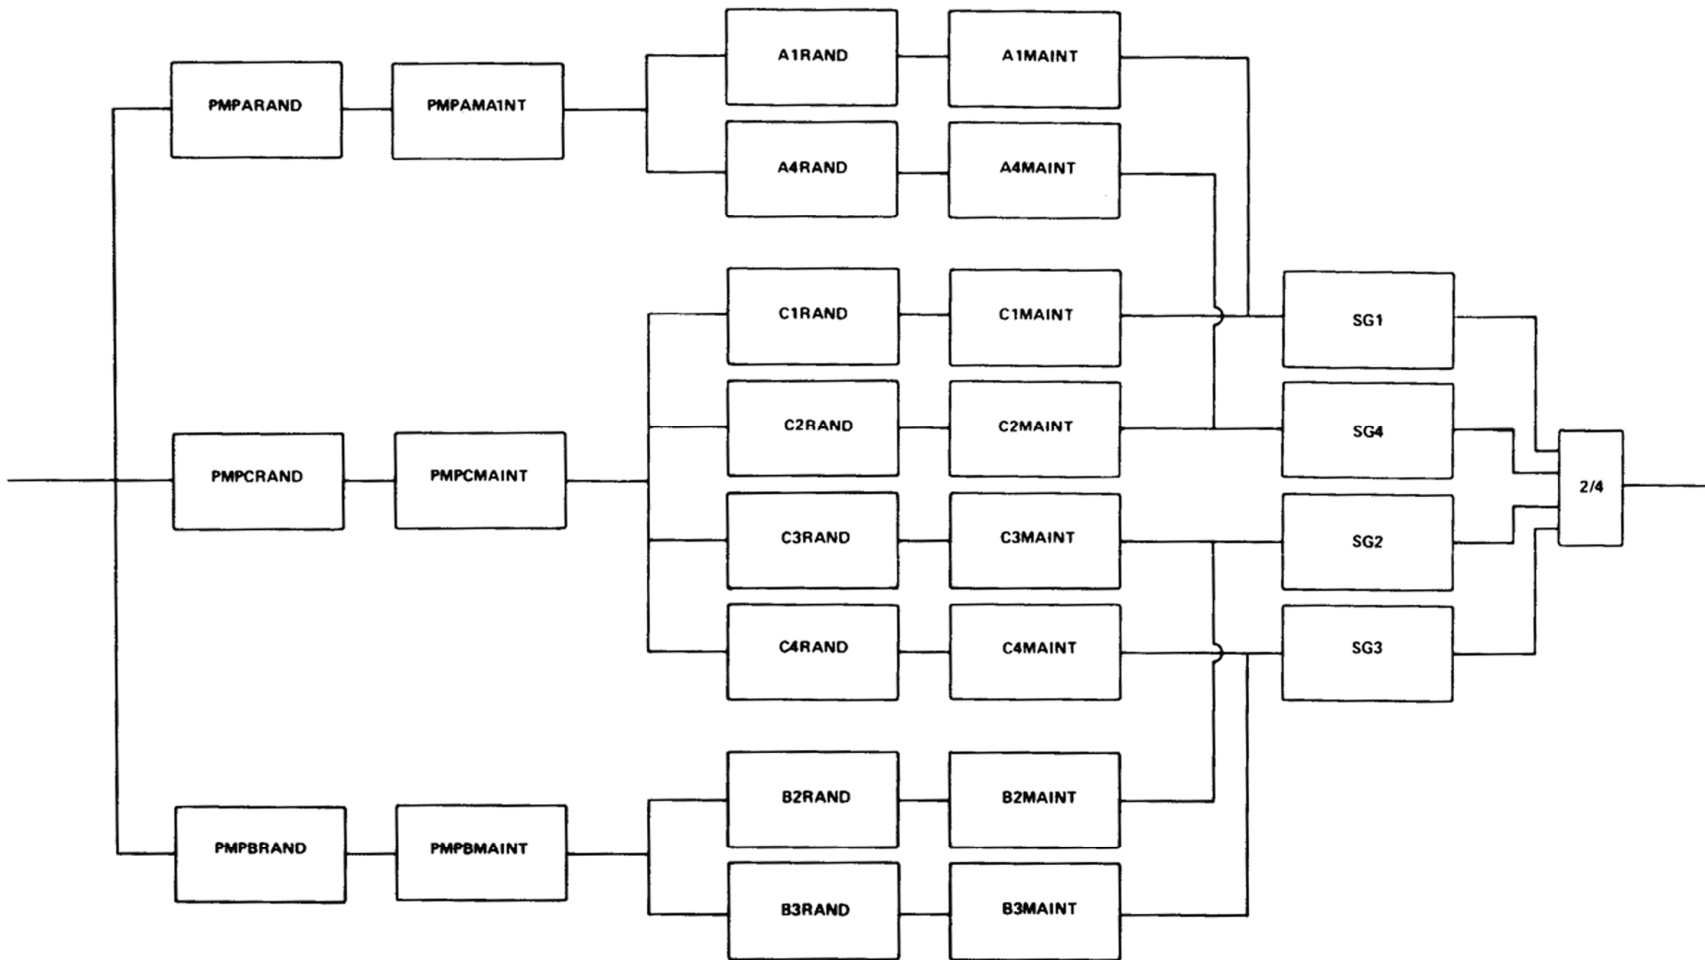 A1RAND
A1MAINT
PMPARAND
PMPAMAINT
A4RAND
A4MAINT
C1RAND
C1MAINT
SG1
C2RAND
C2MAINT
SG4
PMPCRAND
PMPCMAINT
2/4
C3RAND
C3MAINT
SG2
C4RAND
C4MAINT
SG3
B2RAND
B2MAINT
PMPBRAND
PMPBMAINT
B3RAND
B3MAINT